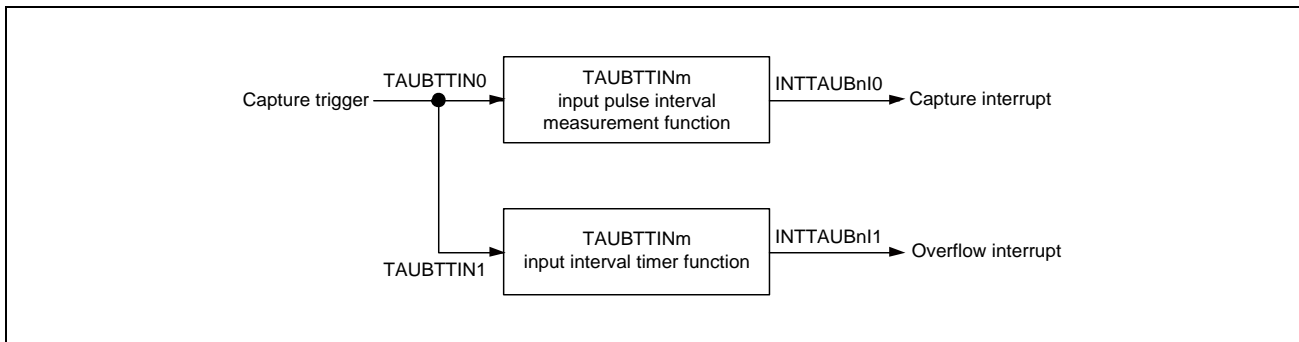 TAUBTTIN0
Capture trigger
TAUBTTINm
input pulse interval
measurement function
INTTAUBnI0
Capture interrupt
TAUBTTIN1
TAUBTTINm
input interval timer function
INTTAUBnI1
Overflow interrupt